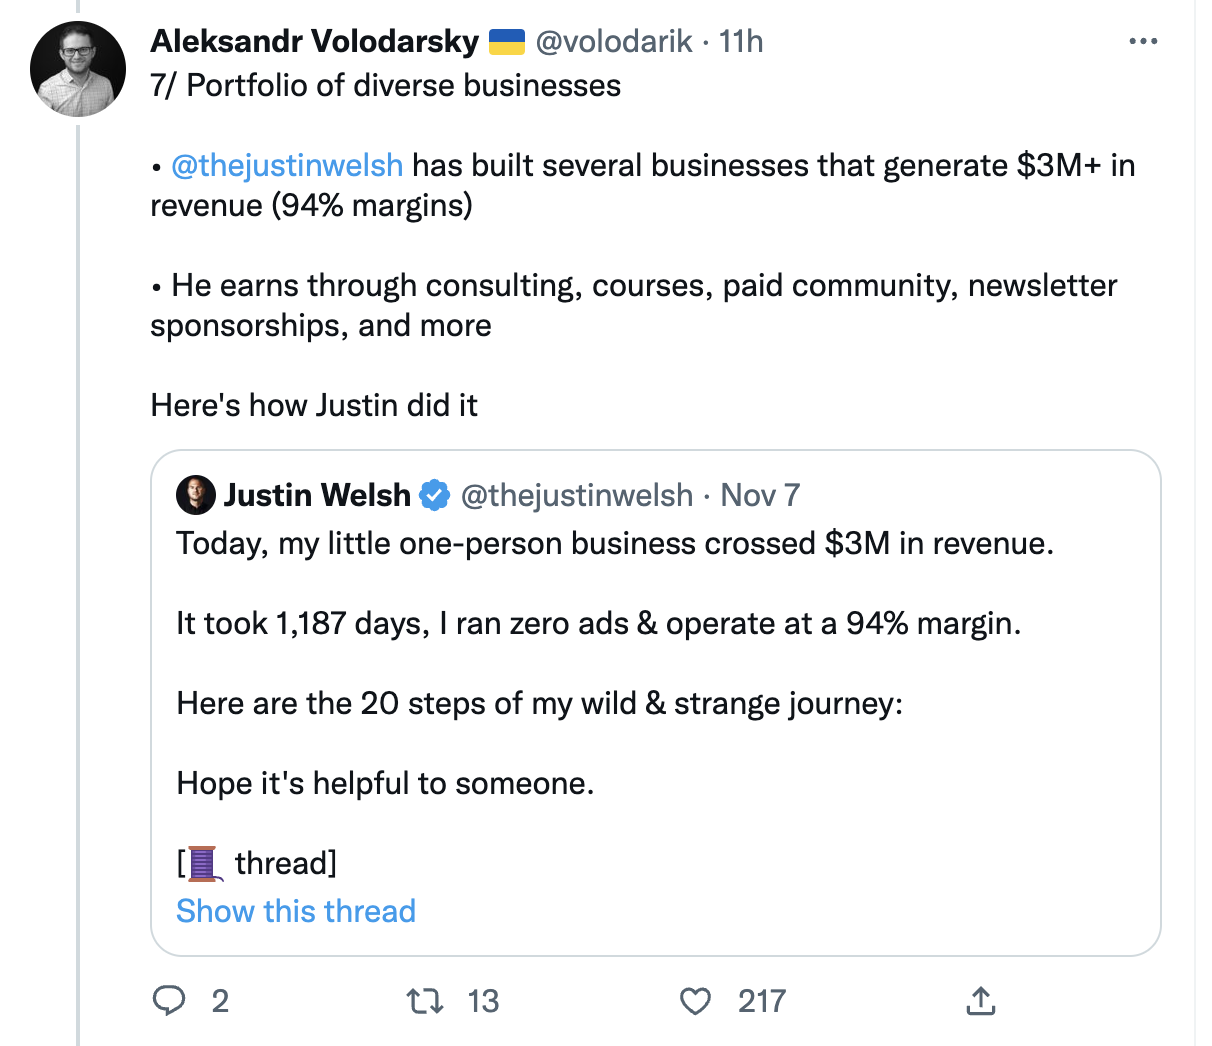 Aleksandr Volodarsky 🇺🇦 @volodarik · 11h
7/ Portfolio of diverse businesses
• @thejustinwelsh has built several businesses that generate $3M+ in
revenue (94% margins)
• He earns through consulting, courses, paid community, newsletter
sponsorships, and more
Here's how Justin did it
Justin Welsh @thejustinwelsh · Nov 7
Today, my little one-person business crossed $3M in revenue.
It took 1,187 days, I ran zero ads & operate at a 94% margin.
Here are the 20 steps of my wild & strange journey:
Hope it's helpful to someone.
[🧵 thread]
Show this thread
2 13 217